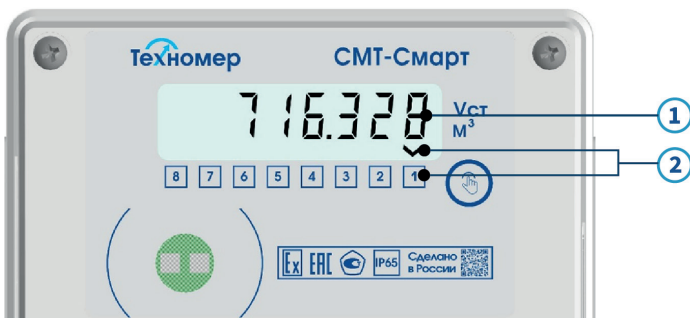 Техномер
СМТ-Смарт
716.328
Vст
м³
1
2
8 7 6 5 4 3 2 1
Ex EAC IP65 Сделано
в России